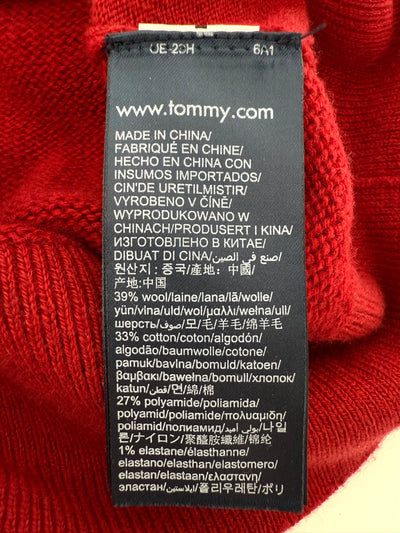 UE-23H 6A1
www.tommy.com
MADE IN CHINA/
FABRIQUÉ EN CHINE/
HECHO EN CHINA CON
INSUMOS IMPORTADOS/
CIN'DE URETILMISTIR/
VYROBENO V ČÍNĚ/
WYPRODUKOWANO W
CHINACH/PRODUSERT I KINA/
ИЗГОТОВЛЕНО В КИТАЕ/
DIBUAT DI CINA/صنع في الصين/
원산지 : 중국/產地：中國/
产地:中国
39% wool/laine/lana/lã/wolle/
yün/vlna/uld/wol/μαλλι/wełna/ull/
шерсть/صوف/모/毛/羊毛/绵羊毛
33% cotton/coton/algodón/
algodão/baumwolle/cotone/
pamuk/bavlna/bomuld/katoen/
βαμβακι/bawełna/bomull/хлопок/
katun/قطن/면/綿/棉
27% polyamide/poliamida/
polyamid/poliamide/πολυαμιδη/
poliamid/полиамид/بولي أميد/나일
론/ナイロン/聚醯胺纖維/锦纶
1% elastane/élasthanne/
elastano/elasthan/elastomero/
elastan/elastaan/ελαστανη/
эластан/ايلاستين/폴리우레탄/ポリ